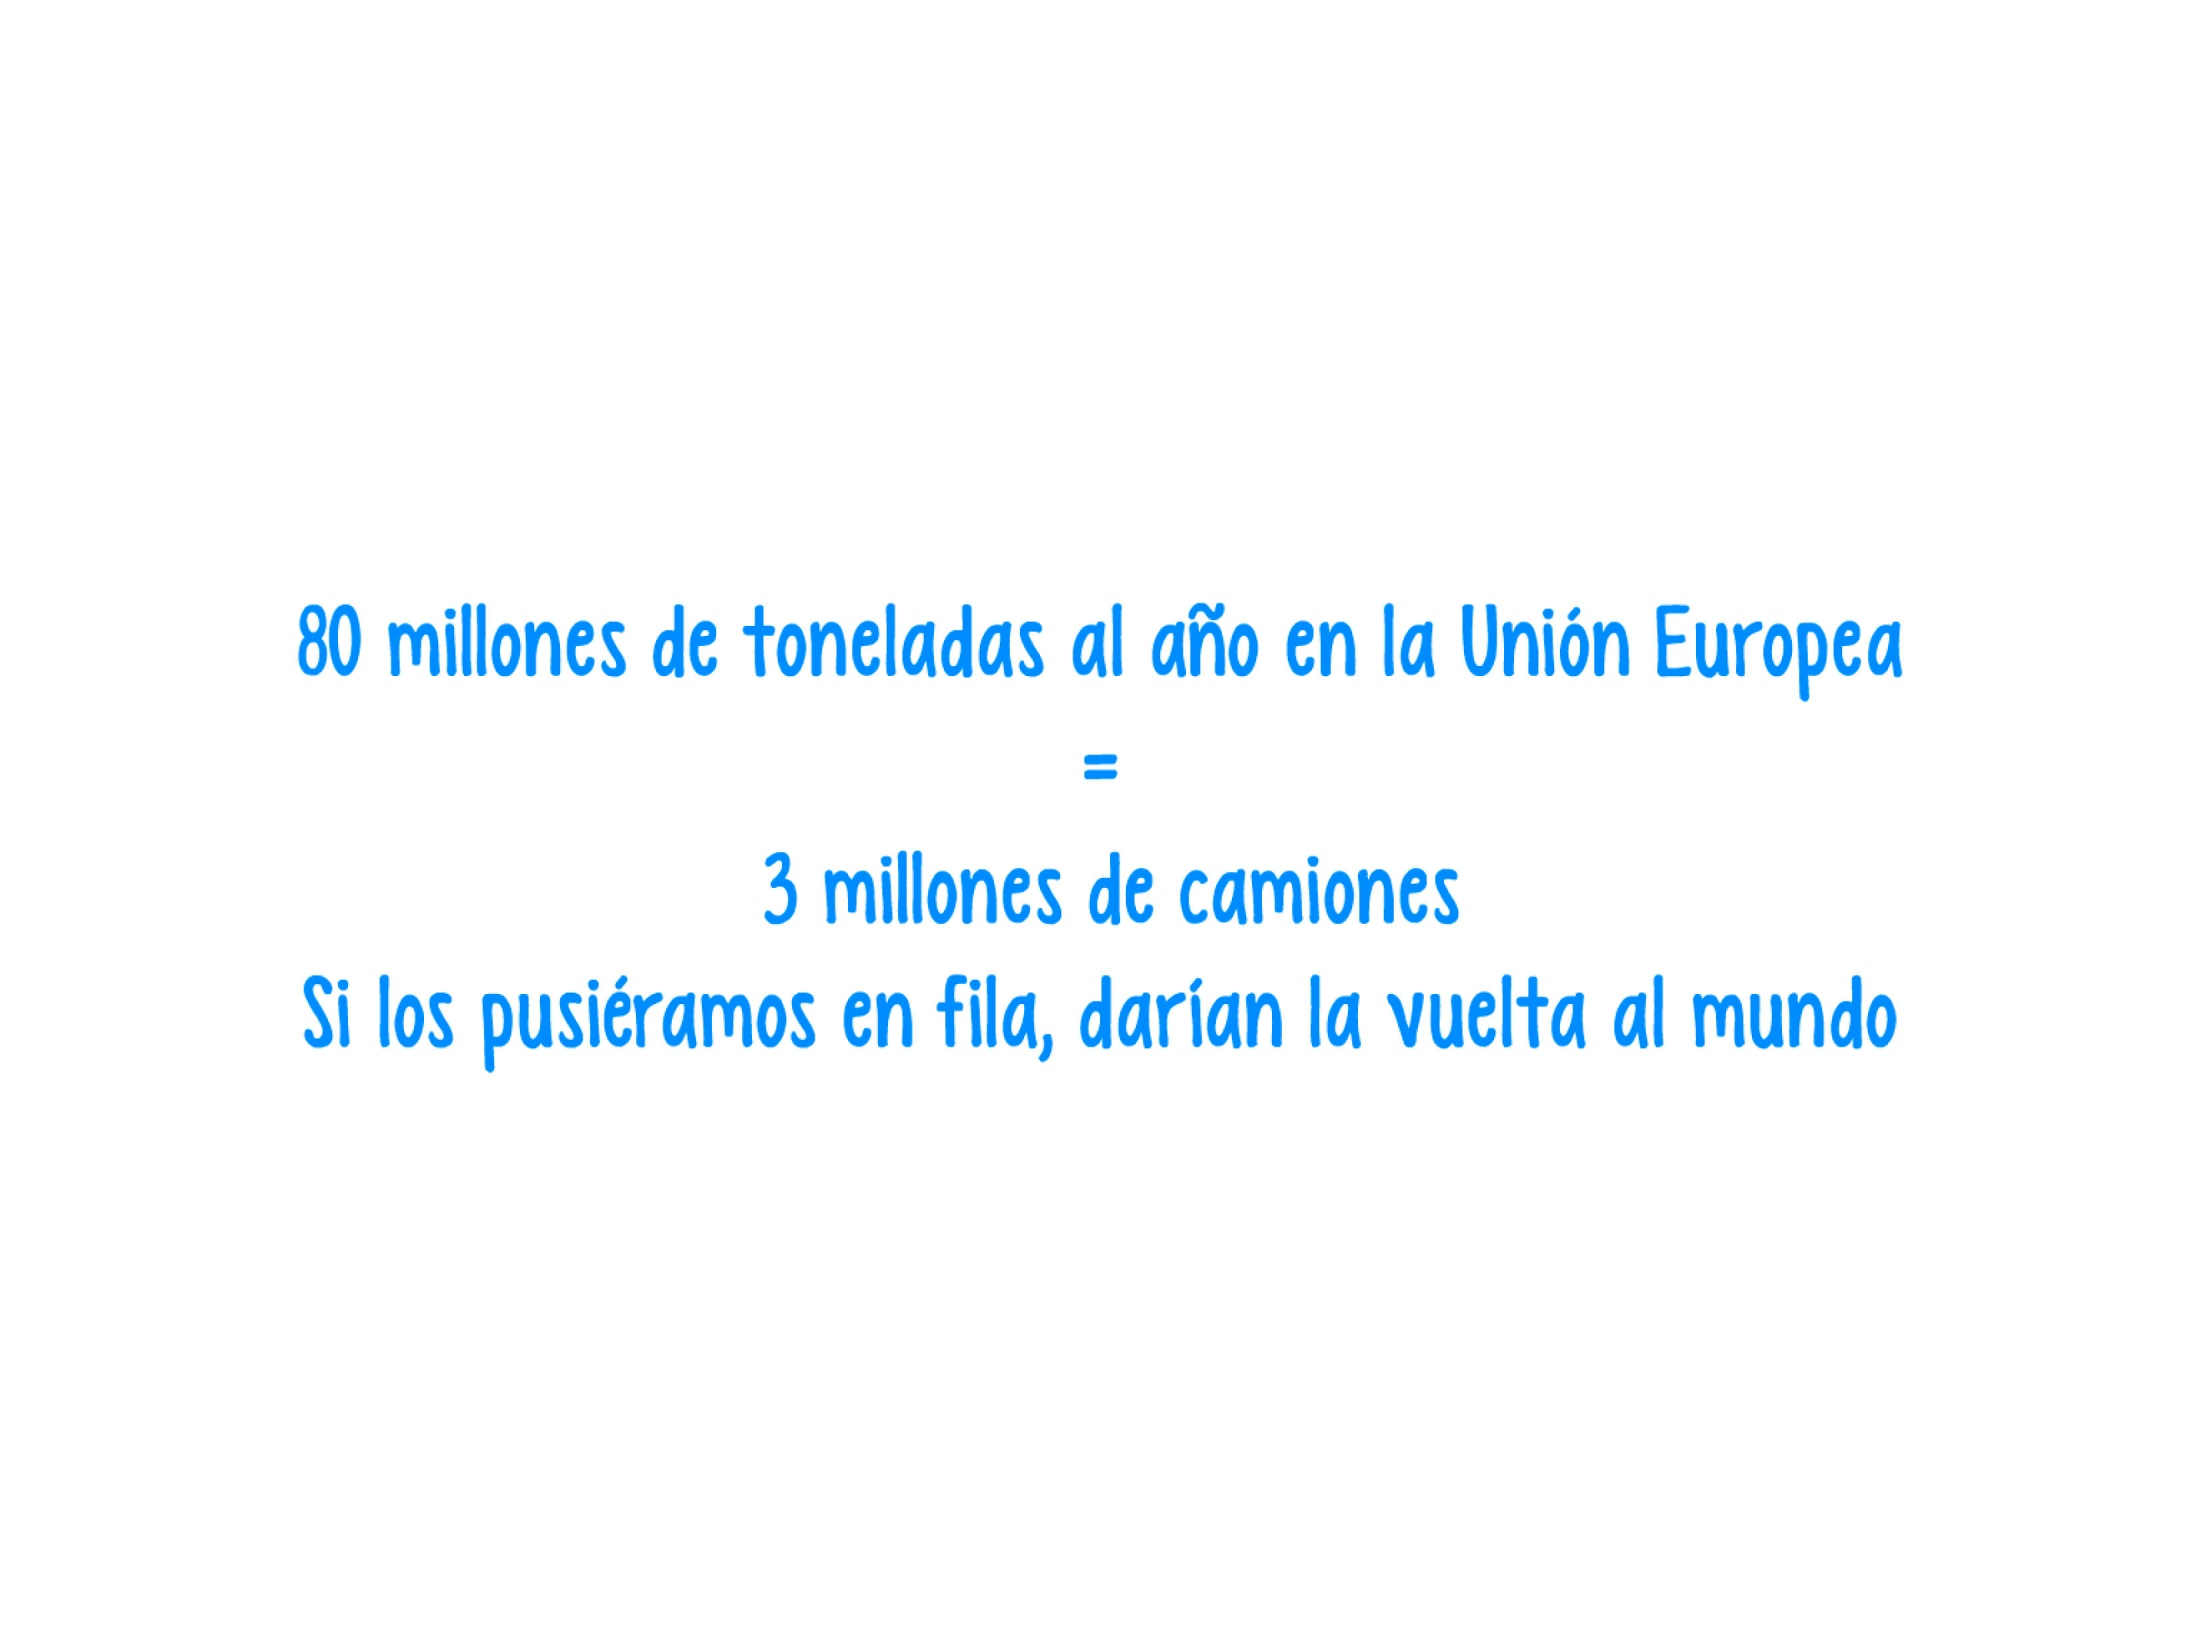 80 millones de toneladas al año en la Unión Europea
=
3 millones de camiones
Si los pusiéramos en fila, darían la vuelta al mundo